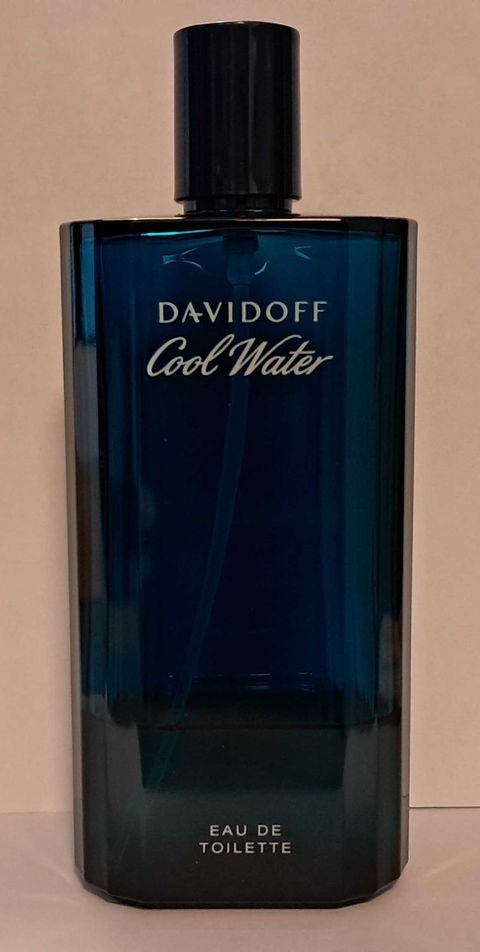 DAVIDOFF
Cool Water
EAU DE
TOILETTE